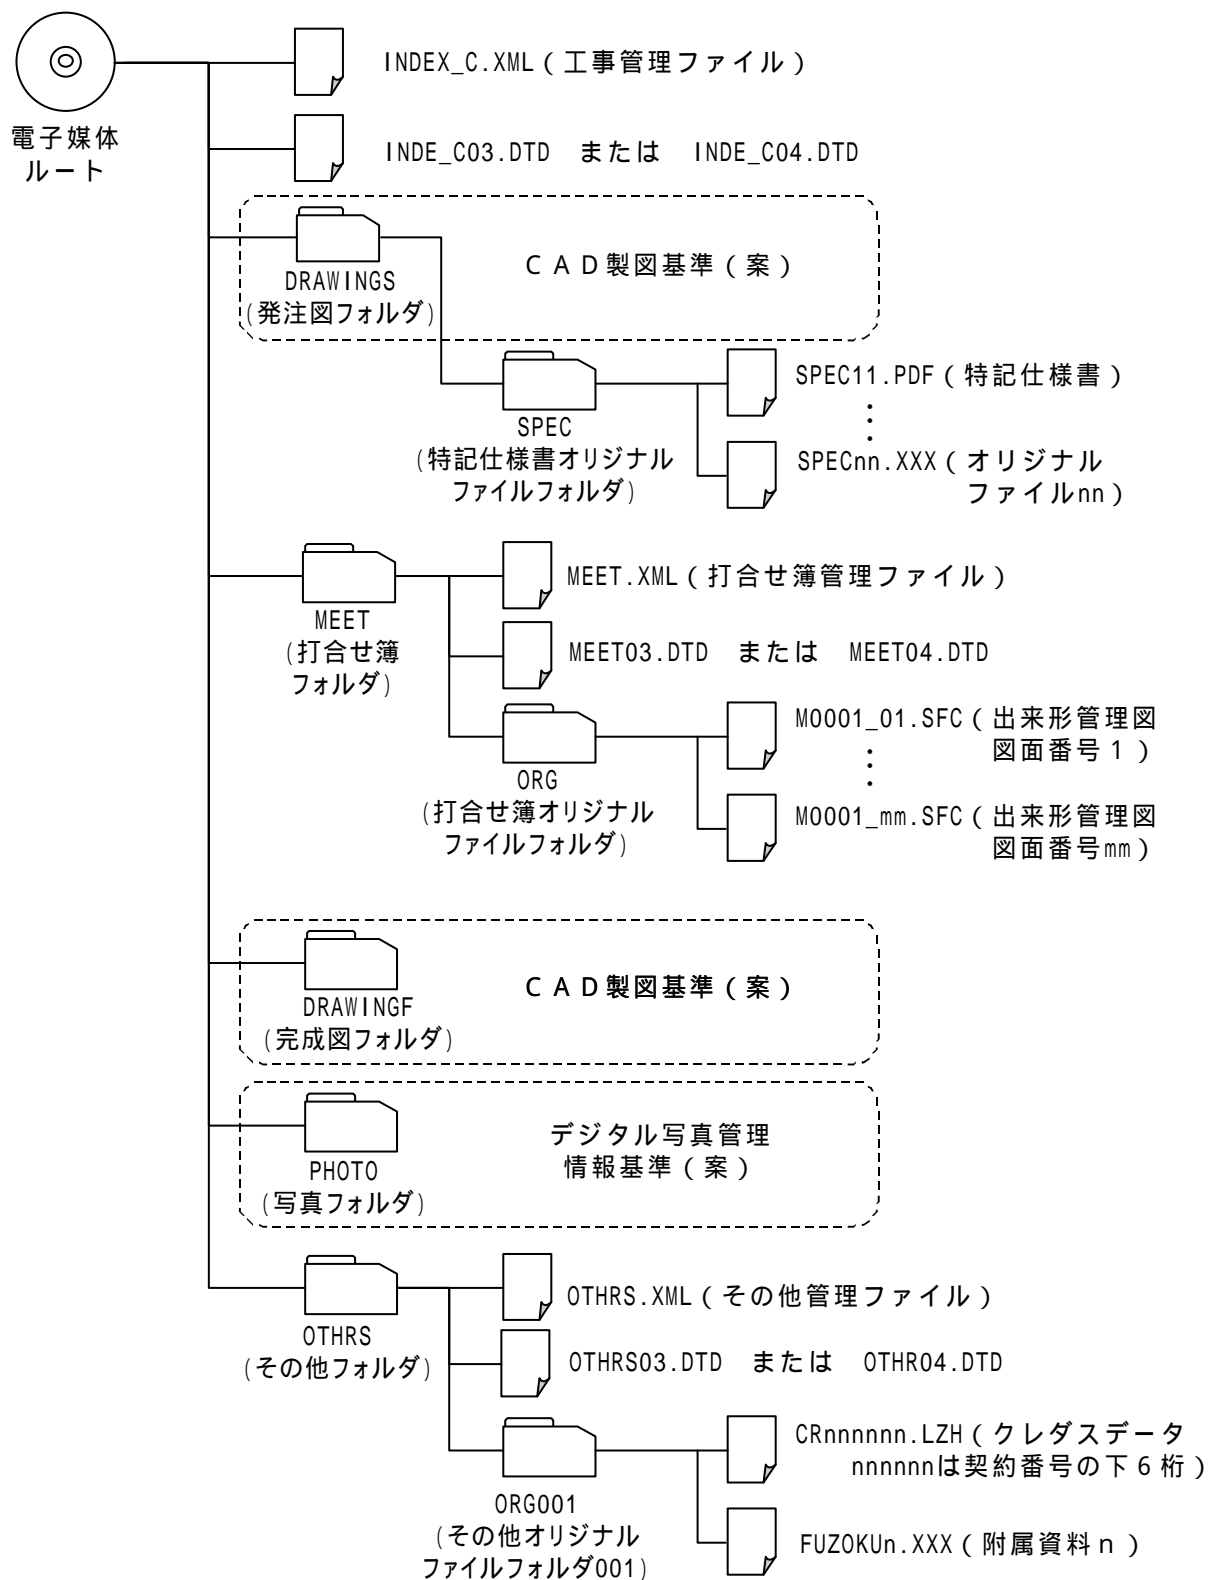 INDEX_C.XML(工事管理ファイル)
電子媒体
ルート
INDE_C03.DTD または INDE_C04.DTD
DRAWINGS
(発注図フォルダ)
CAD製図基準(案)
SPEC
(特記仕様書オリジナル
ファイルフォルダ)
SPEC11.PDF(特記仕様書)
SPECnn.XXX(オリジナル
ファイルnn)
MEET
(打合せ簿
フォルダ)
MEET.XML(打合せ簿管理ファイル)
MEET03.DTD または MEET04.DTD
ORG
(打合せ簿オリジナル
ファイルフォルダ)
M0001_01.SFC(出来形管理図
図面番号1)
M0001_mm.SFC(出来形管理図
図面番号mm)
DRAWINGF
(完成図フォルダ)
CAD製図基準(案)
PHOTO
(写真フォルダ)
デジタル写真管理
情報基準(案)
OTHRS
(その他フォルダ)
OTHRS.XML(その他管理ファイル)
OTHRS03.DTD または OTHR04.DTD
ORG001
(その他オリジナル
ファイルフォルダ001)
CRnnnnnn.LZH(クレダスデータ
nnnnnnは契約番号の下6桁)
FUZOKUn.XXX(附属資料n)